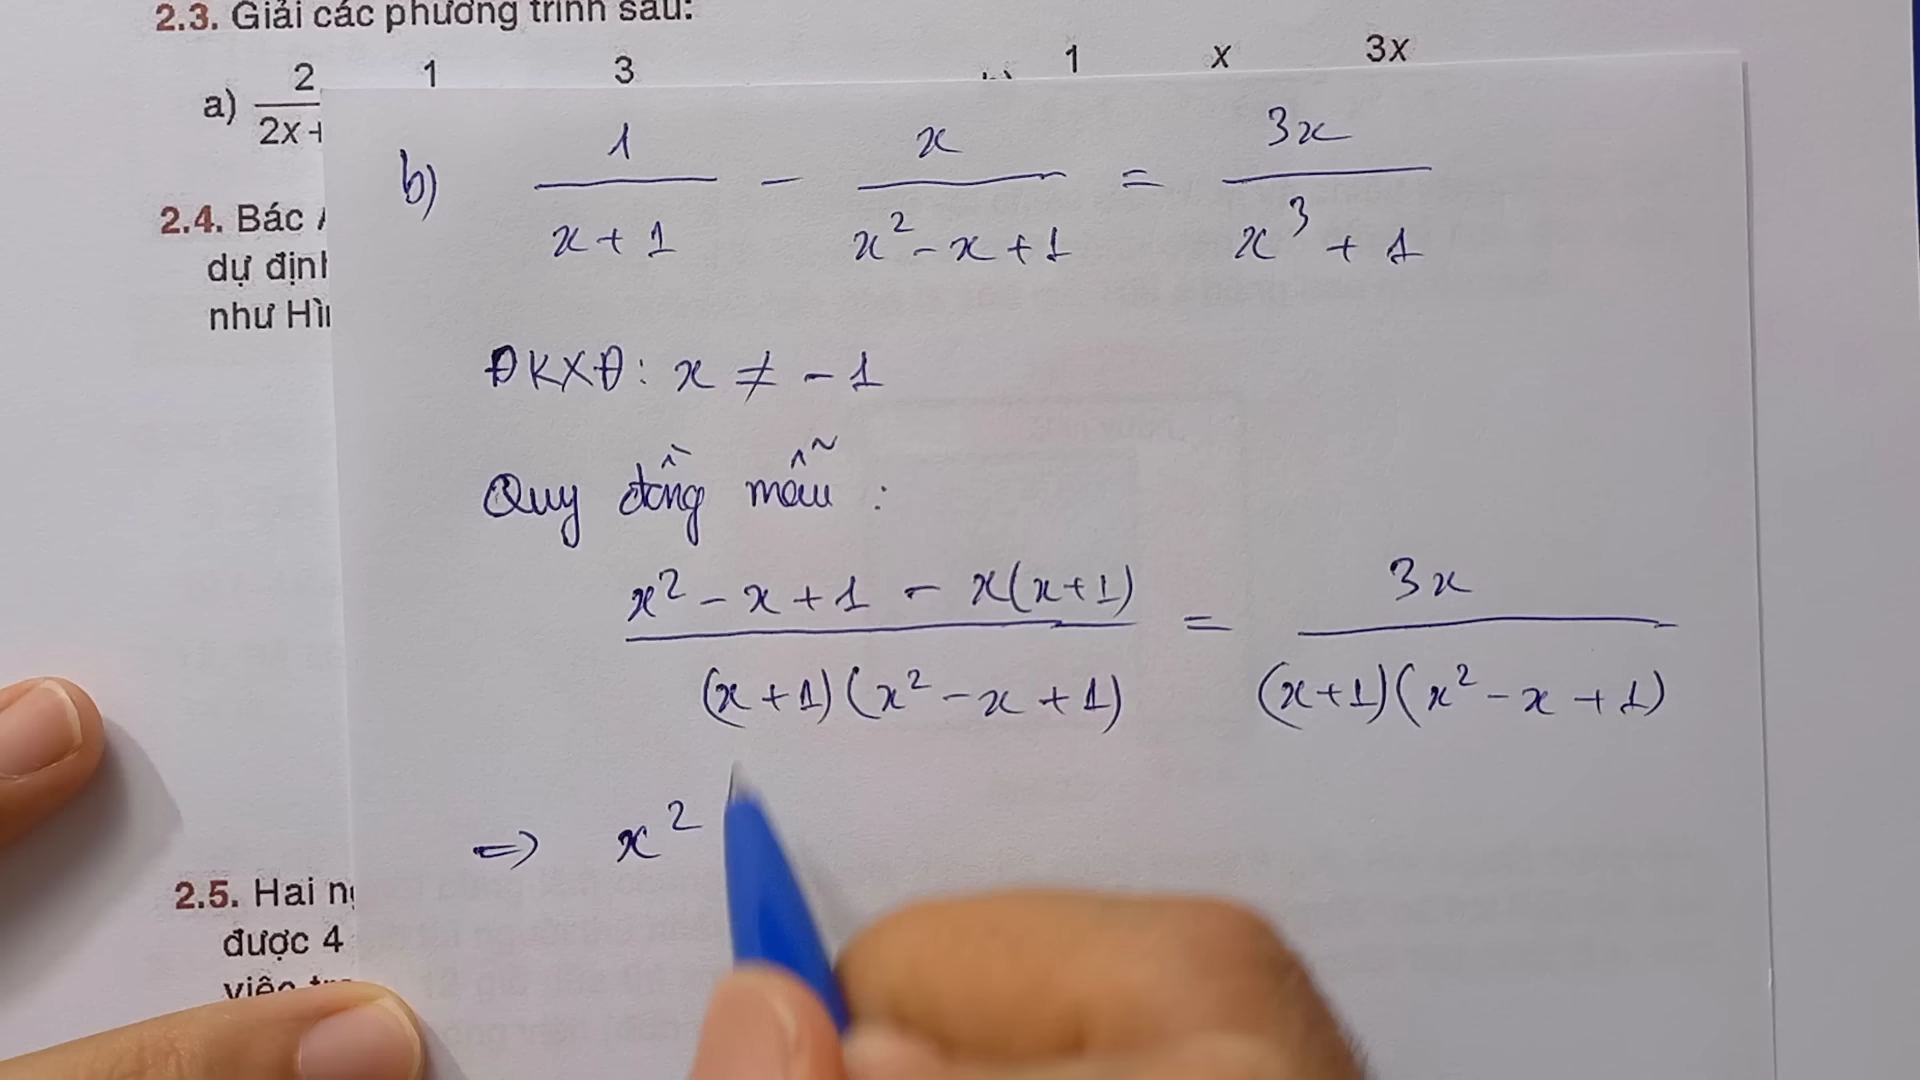 2.3. Giải các phương trình sau:
a) 2 1 3 1 x 3x
2x+
b) 1/(x + 1) - x/(x² - x + 1) = 3x/(x³ + 1)
2.4. Bác
dự định
như Hì
ĐKXĐ: x ≠ -1
Quy đồng mẫu :
(x² - x + 1 - x(x+1))/((x+1)(x² - x + 1)) = 3x/((x+1)(x² - x + 1))
=> x²
2.5. Hai
được 4